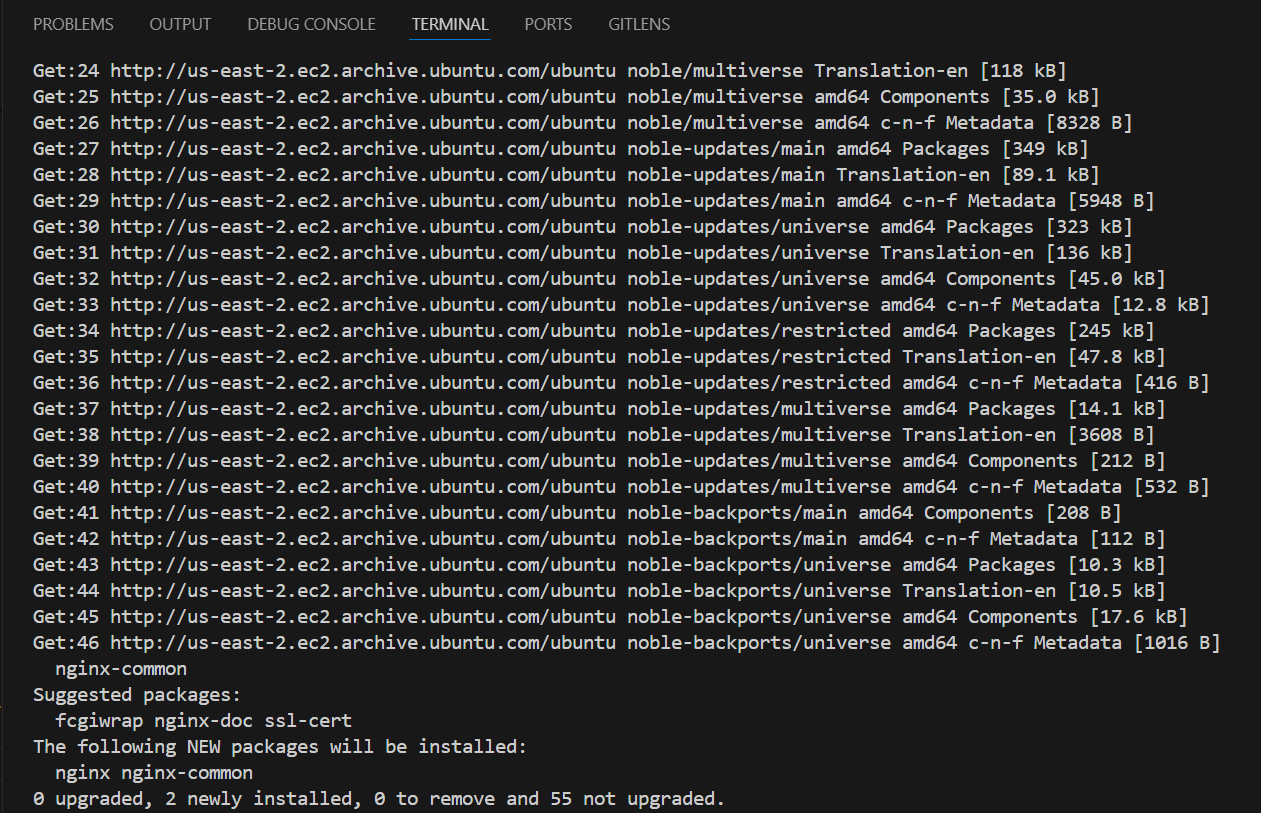 PROBLEMS OUTPUT DEBUG CONSOLE TERMINAL PORTS GITLENS
Get:24 http://us-east-2.ec2.archive.ubuntu.com/ubuntu noble/multiverse Translation-en [118 kB]
Get:25 http://us-east-2.ec2.archive.ubuntu.com/ubuntu noble/multiverse amd64 Components [35.0 kB]
Get:26 http://us-east-2.ec2.archive.ubuntu.com/ubuntu noble/multiverse amd64 c-n-f Metadata [8328 B]
Get:27 http://us-east-2.ec2.archive.ubuntu.com/ubuntu noble-updates/main amd64 Packages [349 kB]
Get:28 http://us-east-2.ec2.archive.ubuntu.com/ubuntu noble-updates/main Translation-en [89.1 kB]
Get:29 http://us-east-2.ec2.archive.ubuntu.com/ubuntu noble-updates/main amd64 c-n-f Metadata [5948 B]
Get:30 http://us-east-2.ec2.archive.ubuntu.com/ubuntu noble-updates/universe amd64 Packages [323 kB]
Get:31 http://us-east-2.ec2.archive.ubuntu.com/ubuntu noble-updates/universe Translation-en [136 kB]
Get:32 http://us-east-2.ec2.archive.ubuntu.com/ubuntu noble-updates/universe amd64 Components [45.0 kB]
Get:33 http://us-east-2.ec2.archive.ubuntu.com/ubuntu noble-updates/universe amd64 c-n-f Metadata [12.8 kB]
Get:34 http://us-east-2.ec2.archive.ubuntu.com/ubuntu noble-updates/restricted amd64 Packages [245 kB]
Get:35 http://us-east-2.ec2.archive.ubuntu.com/ubuntu noble-updates/restricted Translation-en [47.8 kB]
Get:36 http://us-east-2.ec2.archive.ubuntu.com/ubuntu noble-updates/restricted amd64 c-n-f Metadata [416 B]
Get:37 http://us-east-2.ec2.archive.ubuntu.com/ubuntu noble-updates/multiverse amd64 Packages [14.1 kB]
Get:38 http://us-east-2.ec2.archive.ubuntu.com/ubuntu noble-updates/multiverse Translation-en [3608 B]
Get:39 http://us-east-2.ec2.archive.ubuntu.com/ubuntu noble-updates/multiverse amd64 Components [212 B]
Get:40 http://us-east-2.ec2.archive.ubuntu.com/ubuntu noble-updates/multiverse amd64 c-n-f Metadata [532 B]
Get:41 http://us-east-2.ec2.archive.ubuntu.com/ubuntu noble-backports/main amd64 Components [208 B]
Get:42 http://us-east-2.ec2.archive.ubuntu.com/ubuntu noble-backports/main amd64 c-n-f Metadata [112 B]
Get:43 http://us-east-2.ec2.archive.ubuntu.com/ubuntu noble-backports/universe amd64 Packages [10.3 kB]
Get:44 http://us-east-2.ec2.archive.ubuntu.com/ubuntu noble-backports/universe Translation-en [10.5 kB]
Get:45 http://us-east-2.ec2.archive.ubuntu.com/ubuntu noble-backports/universe amd64 Components [17.6 kB]
Get:46 http://us-east-2.ec2.archive.ubuntu.com/ubuntu noble-backports/universe amd64 c-n-f Metadata [1016 B]
nginx-common
Suggested packages:
fcgiwrap nginx-doc ssl-cert
The following NEW packages will be installed:
nginx nginx-common
0 upgraded, 2 newly installed, 0 to remove and 55 not upgraded.